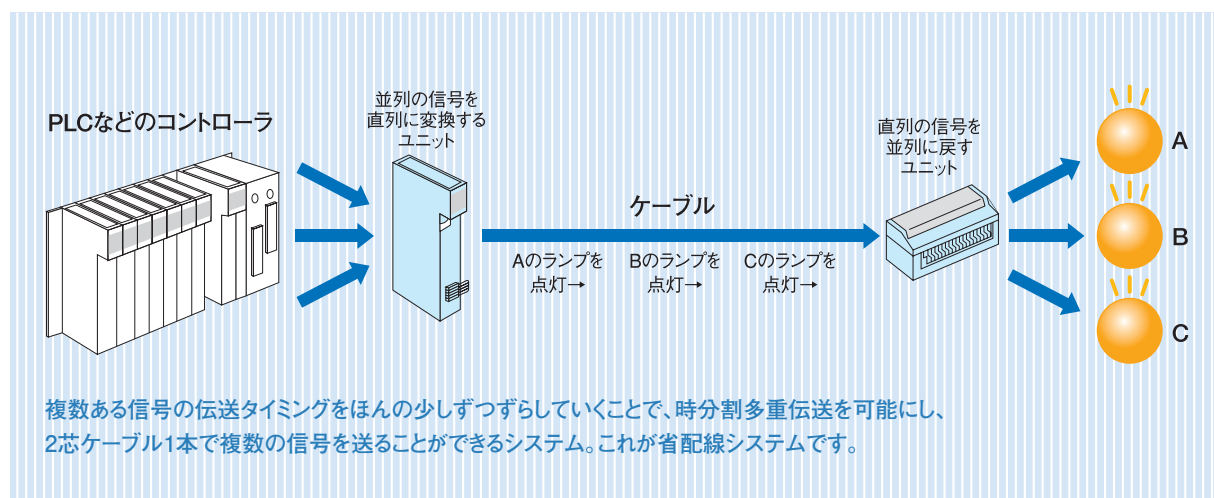 PLCなどのコントローラ
並列の信号を
直列に変換する
ユニット
ケーブル
Aのランプを
点灯→
Bのランプを
点灯→
Cのランプを
点灯→
直列の信号を
並列に戻す
ユニット
A
B
C
複数ある信号の伝送タイミングをほんの少しずつずらしていくことで、時分割多重伝送を可能にし、
2芯ケーブル1本で複数の信号を送ることができるシステム。これが省配線システムです。